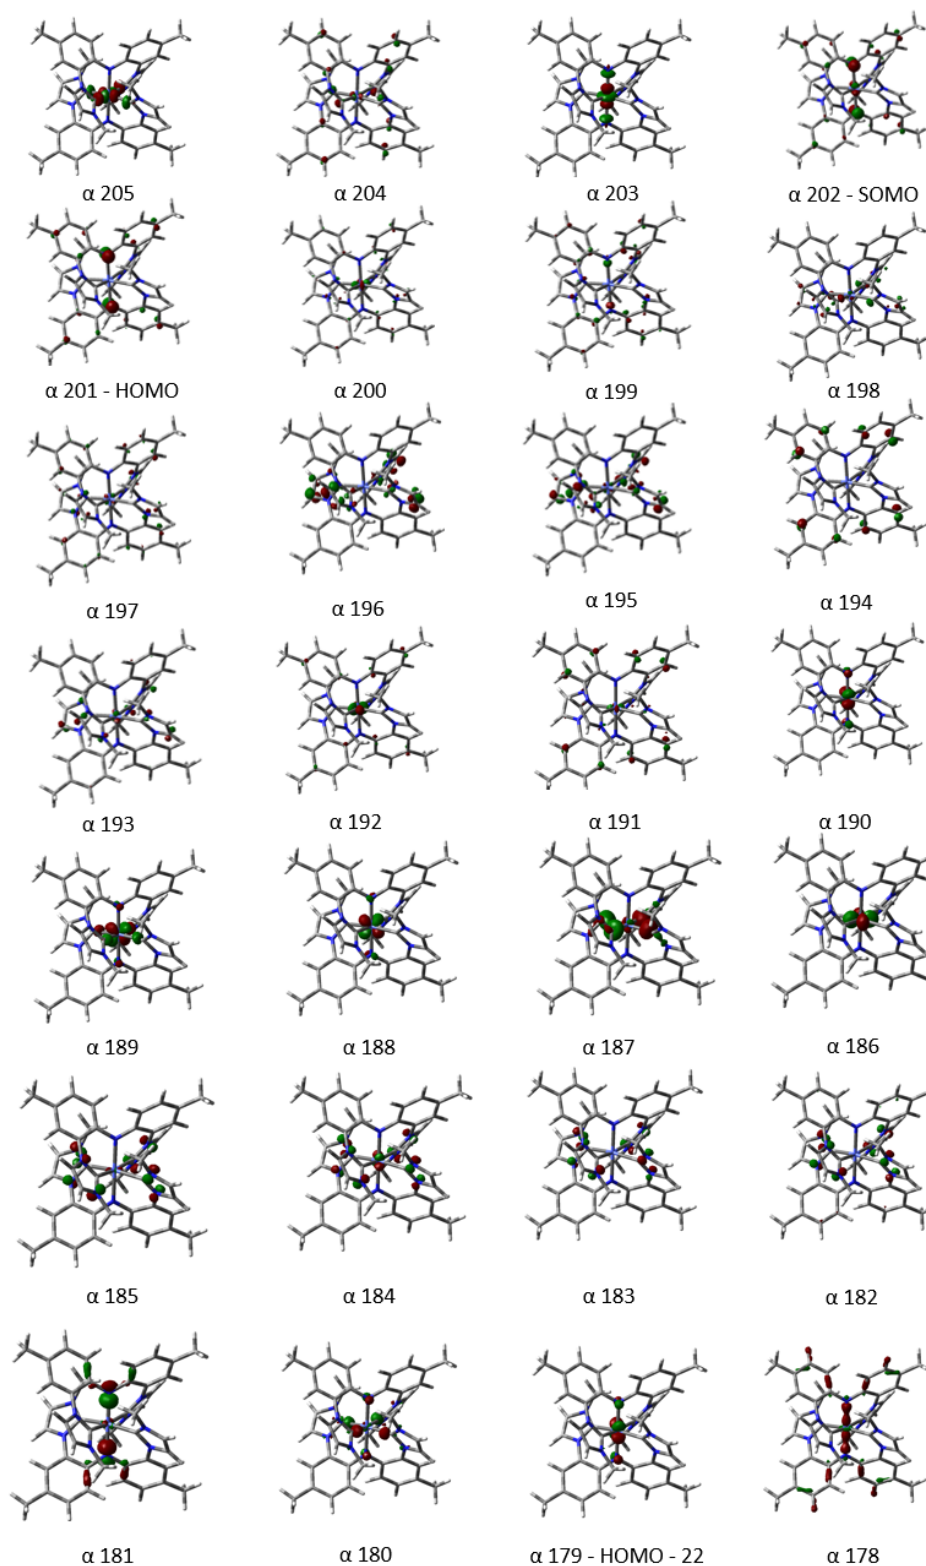 α 205 α 204 α 203 α 202 - SOMO
α 201 - HOMO α 200 α 199 α 198
α 197 α 196 α 195 α 194
α 193 α 192 α 191 α 190
α 189 α 188 α 187 α 186
α 185 α 184 α 183 α 182
α 181 α 180 α 179 - HOMO - 22 α 178